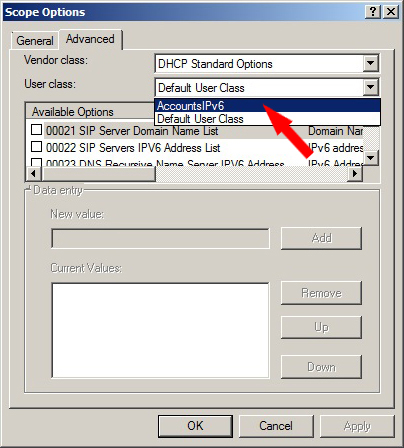 Scope Options
General
Advanced
Vendor class:
DHCP Standard Options
User class:
Default User Class
AccountsIPv6
Default User Class
Available Options
00021 SIP Server Domain Name List
Domain Name
00022 SIP Servers IPV6 Address List
IPv6 address
00023 DNS Recursive Name Server IPV6 Address
IPv6 addres
Data entry
New value:
Add
Current Values:
Remove
Up
Down
OK
Cancel
Apply